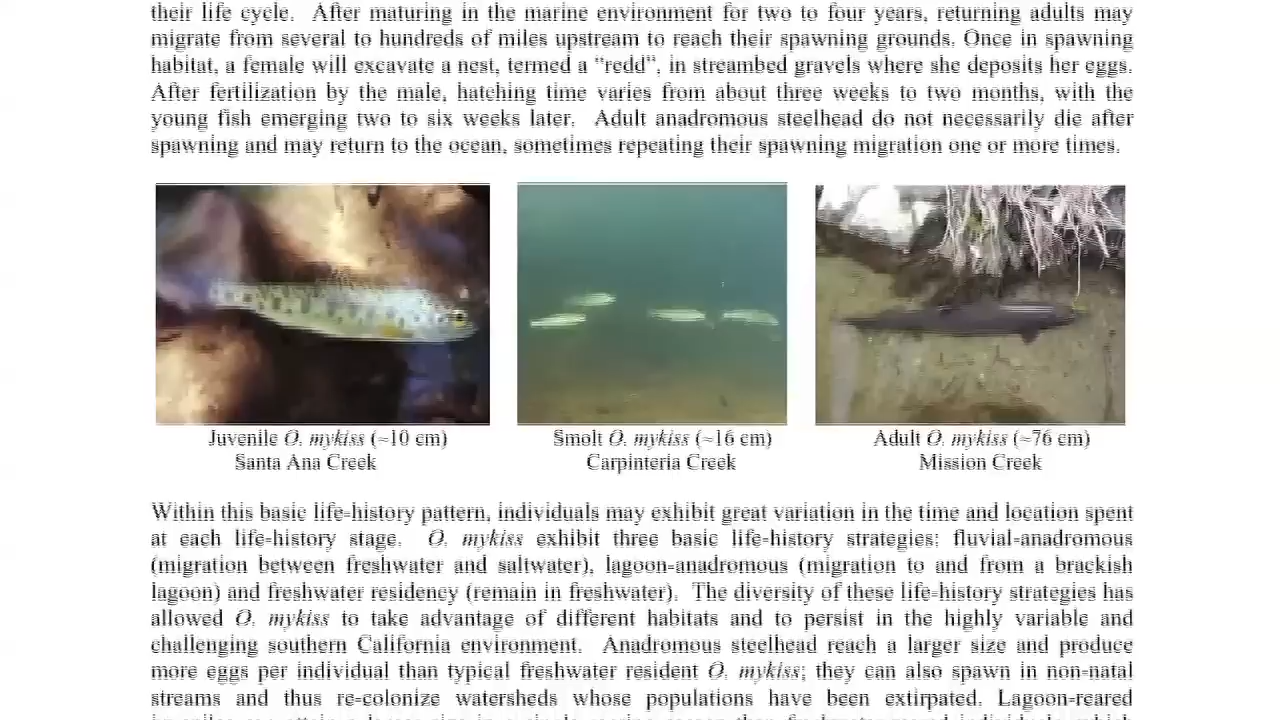 their life cycle. After maturing in the marine environment for two to four years, returning adults may
migrate from several to hundreds of miles upstream to reach their spawning grounds. Once in spawning
habitat, a female will excavate a nest, termed a "redd", in streambed gravels where she deposits her eggs.
After fertilization by the male, hatching time varies from about three weeks to two months, with the
young fish emerging two to six weeks later. Adult anadromous steelhead do not necessarily die after
spawning and may return to the ocean, sometimes repeating their spawning migration one or more times.
Juvenile O. mykiss (~10 cm)
Santa Ana Creek
Smolt O. mykiss (~16 cm)
Carpinteria Creek
Adult O. mykiss (~76 cm)
Mission Creek
Within this basic life-history pattern, individuals may exhibit great variation in the time and location spent
at each life-history stage. O. mykiss exhibit three basic life-history strategies: fluvial-anadromous
(migration between freshwater and saltwater), lagoon-anadromous (migration to and from a brackish
lagoon) and freshwater residency (remain in freshwater). The diversity of these life-history strategies has
allowed O. mykiss to take advantage of different habitats and to persist in the highly variable and
challenging southern California environment. Anadromous steelhead reach a larger size and produce
more eggs per individual than typical freshwater resident O. mykiss; they can also spawn in non-natal
streams and thus re-colonize watersheds whose populations have been extirpated. Lagoon-reared